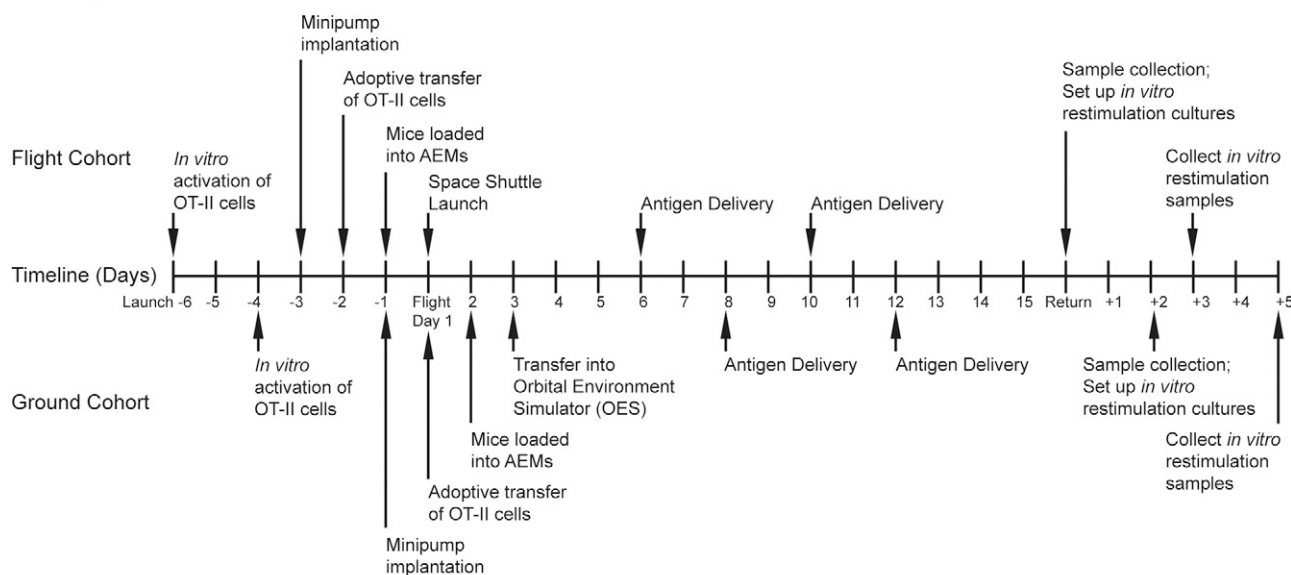 Minipump
implantation
Adoptive transfer
of OT-II cells
Sample collection;
Set up in vitro
restimulation cultures
Mice loaded
into AEMs
Flight Cohort
In vitro
activation of
OT-II cells
Space Shuttle
Launch
Collect in vitro
restimulation
samples
Antigen Delivery
Antigen Delivery
Timeline (Days)
Launch -6 -5 -4 -3 -2 -1 Flight Day 1 2 3 4 5 6 7 8 9 10 11 12 13 14 15 Return +1 +2 +3 +4 +5
In vitro
activation of
OT-II cells
Transfer into
Orbital Environment
Simulator (OES)
Antigen Delivery
Antigen Delivery
Sample collection;
Set up in vitro
restimulation cultures
Ground Cohort
Mice loaded
into AEMs
Collect in vitro
restimulation
samples
Adoptive transfer
of OT-II cells
Minipump
implantation